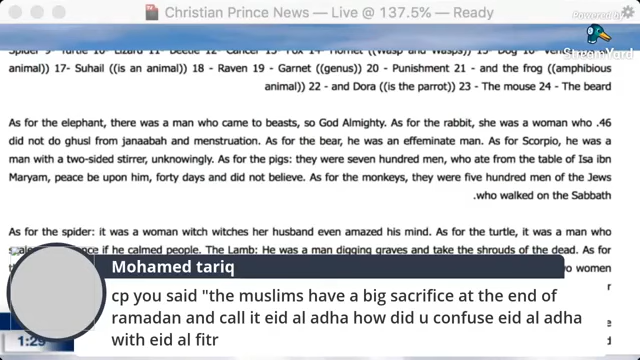 Christian Prince News — Live @ 137.5% — Ready
Powered by
StreamYard
animal)) 17- Suhail ((is an animal)) 18 - Raven 19 - Garnet ((genus)) 20 - Punishment 21 - and the frog ((amphibious
animal)) 22 - and Dora ((is the parrot)) 23 - The mouse 24 - The beard
As for the elephant, there was a man who came to beasts, so God Almighty. As for the rabbit, she was a woman who .46
did not do ghusl from janaabah and menstruation. As for the bear, he was an effeminate man. As for Scorpio, he was a
man with a two-sided stirrer, unknowingly. As for the pigs: they were seven hundred men, who ate from the table of Isa ibn
Maryam, peace be upon him, forty days and did not believe. As for the monkeys, they were five hundred men of the Jews
.who walked on the Sabbath
As for the spider: it was a woman witch witches her husband even amazed his mind. As for the turtle, it was a man who
if he calmed people. The Lamb: He was a man digging graves and take the shrouds of the dead. As for
women
Mohamed tariq
cp you said "the muslims have a big sacrifice at the end of
ramadan and call it eid al adha how did u confuse eid al adha
with eid al fitr